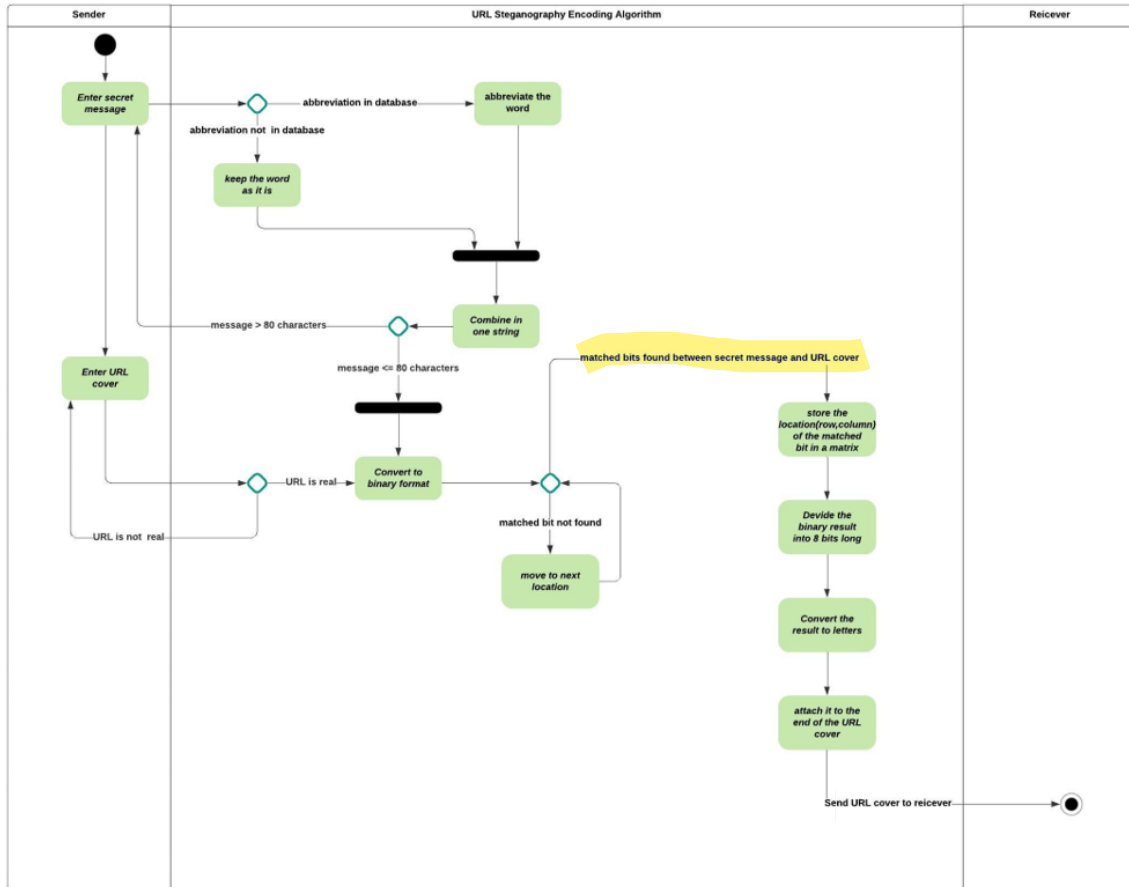 Sender
URL Steganography Encoding Algorithm
Reicever
Enter secret
message
abbreviation in database
abbreviate the
word
abbreviation not  in database
keep the word
as it is
Combine in
one string
message > 80 characters
message <= 80 characters
matched bits found between secret message and URL cover
Enter URL
cover
store the
location(row,column)
of the matched
bit in a matrix
Convert to
binary format
URL is real
matched bit not found
Devide the
binary result
into 8 bits long
URL is not  real
move to next
location
Convert the
result to letters
attach it to the
end of the URL
cover
Send URL cover to reicever